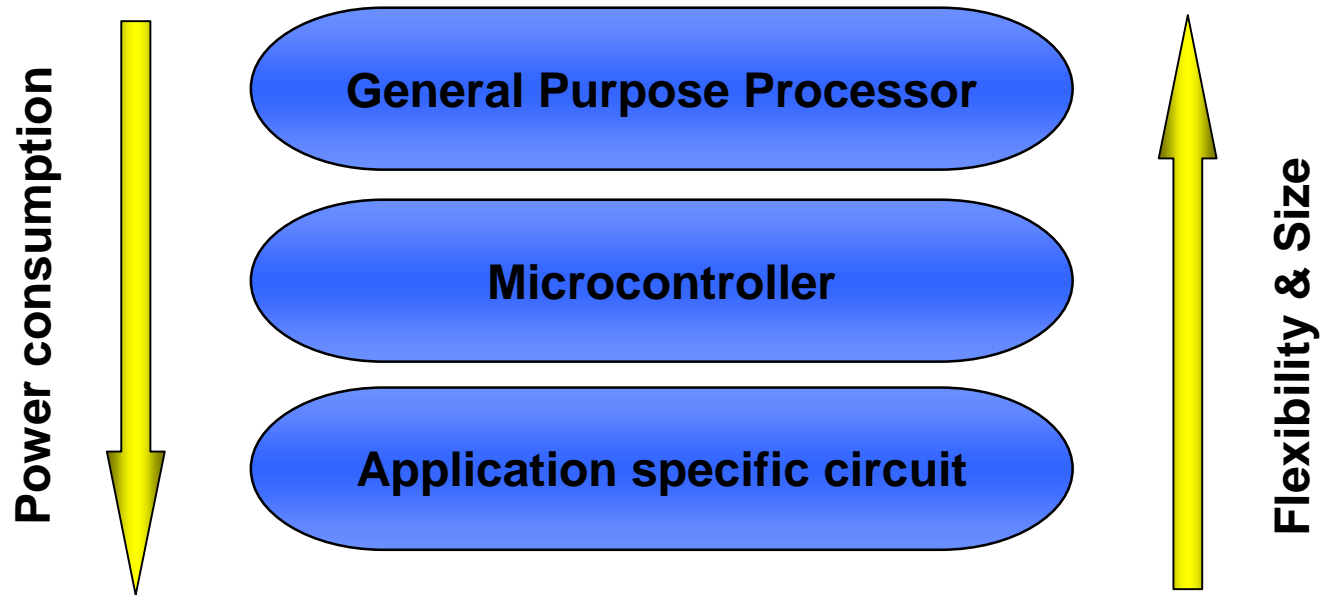 Power consumption
General Purpose Processor
Microcontroller
Application specific circuit
Flexibility & Size